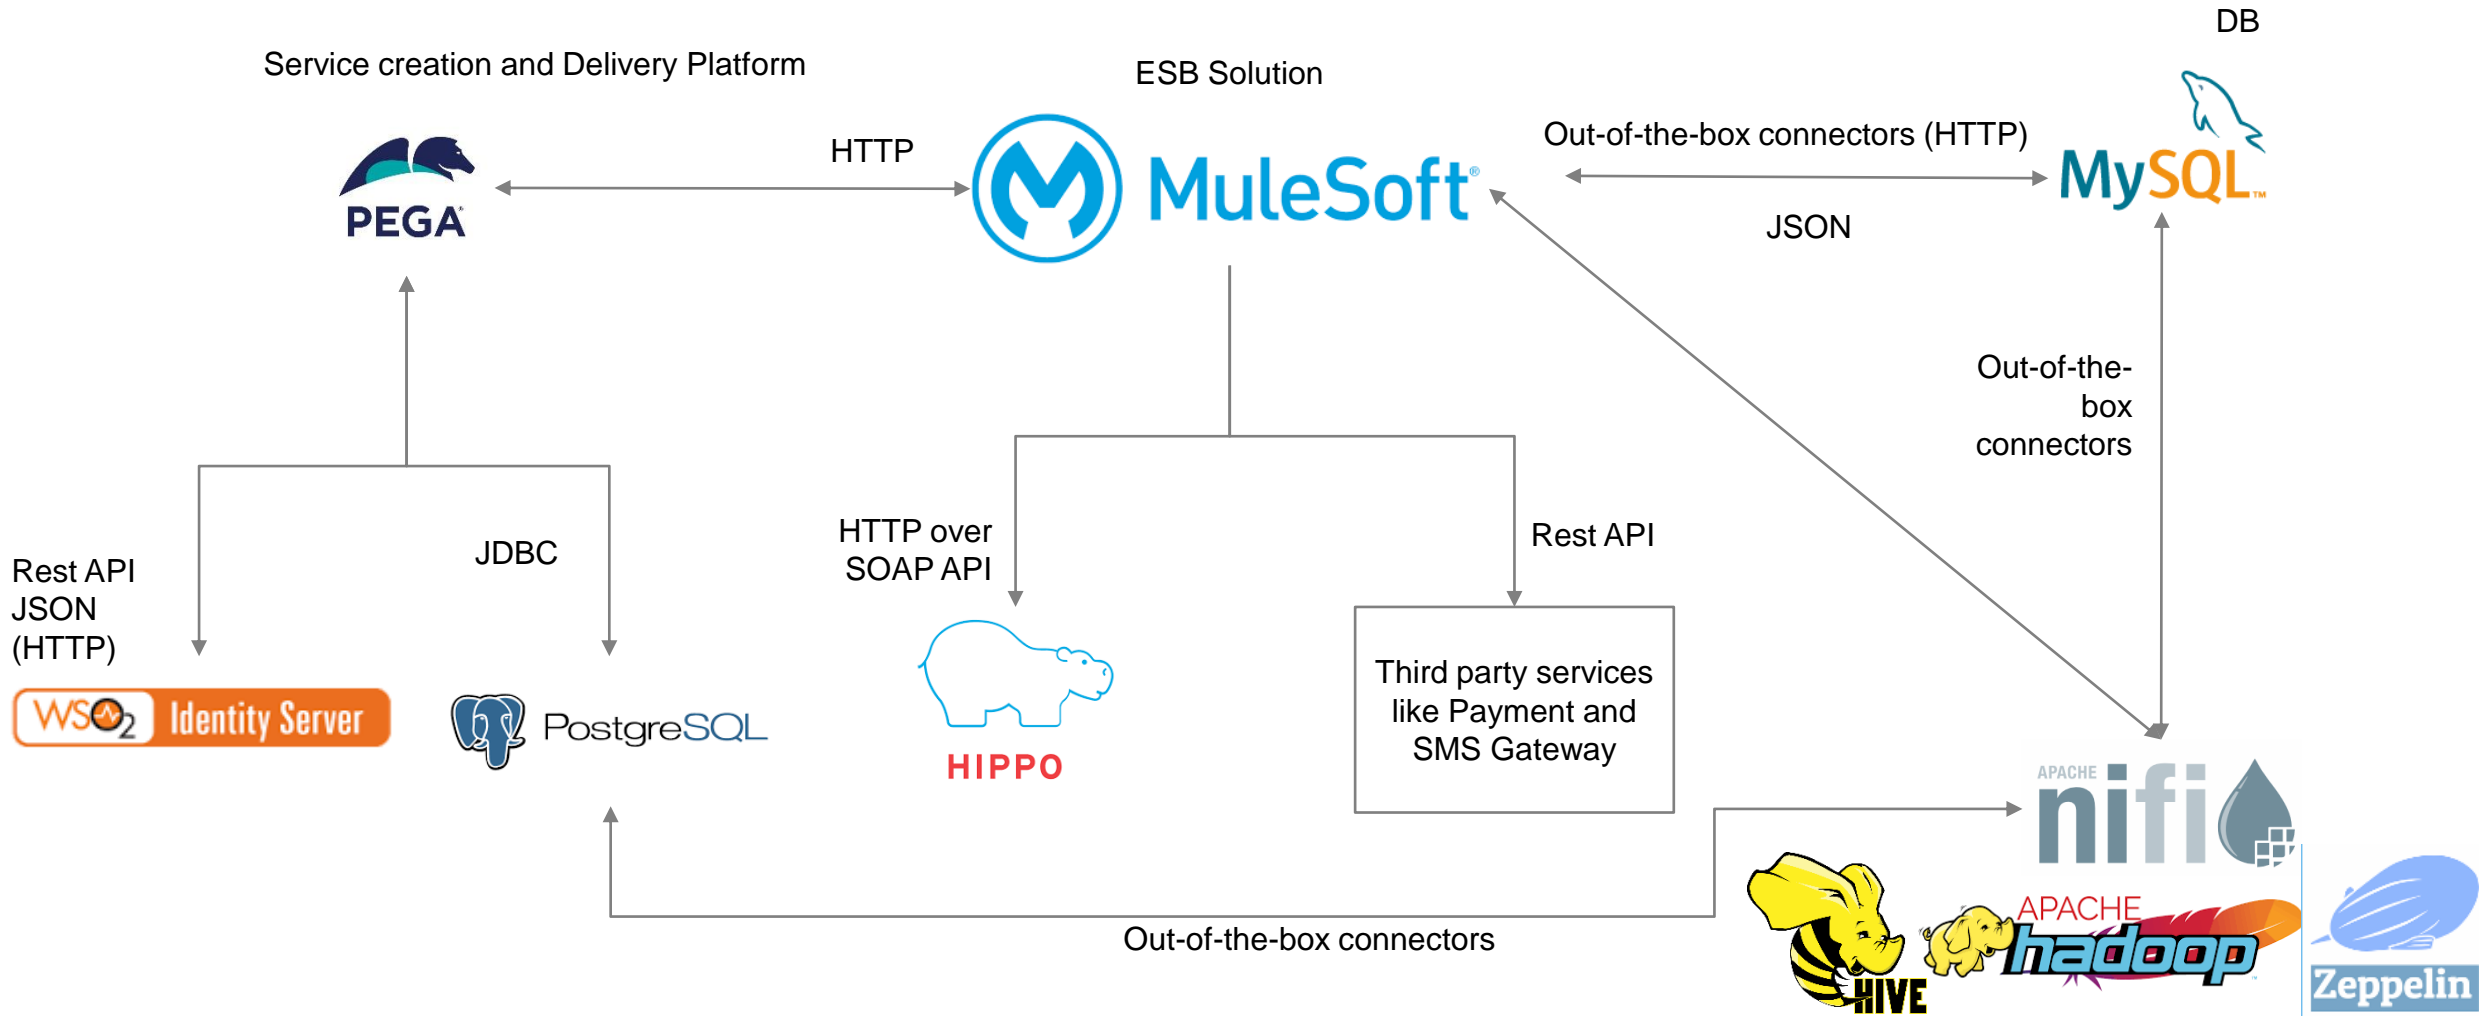 DB
Service creation and Delivery Platform
ESB Solution
HTTP
PEGA
MuleSoft®
Out-of-the-box connectors (HTTP)
JSON
MySQL™
Out-of-the-
box
connectors
HTTP over
SOAP API
Rest API
JDBC
Rest API
JSON
(HTTP)
WSO2 Identity Server
PostgreSQL
HIPPO
Third party services
like Payment and
SMS Gateway
APACHE
nifi
Out-of-the-box connectors
HIVE
APACHE
hadoop
Zeppelin